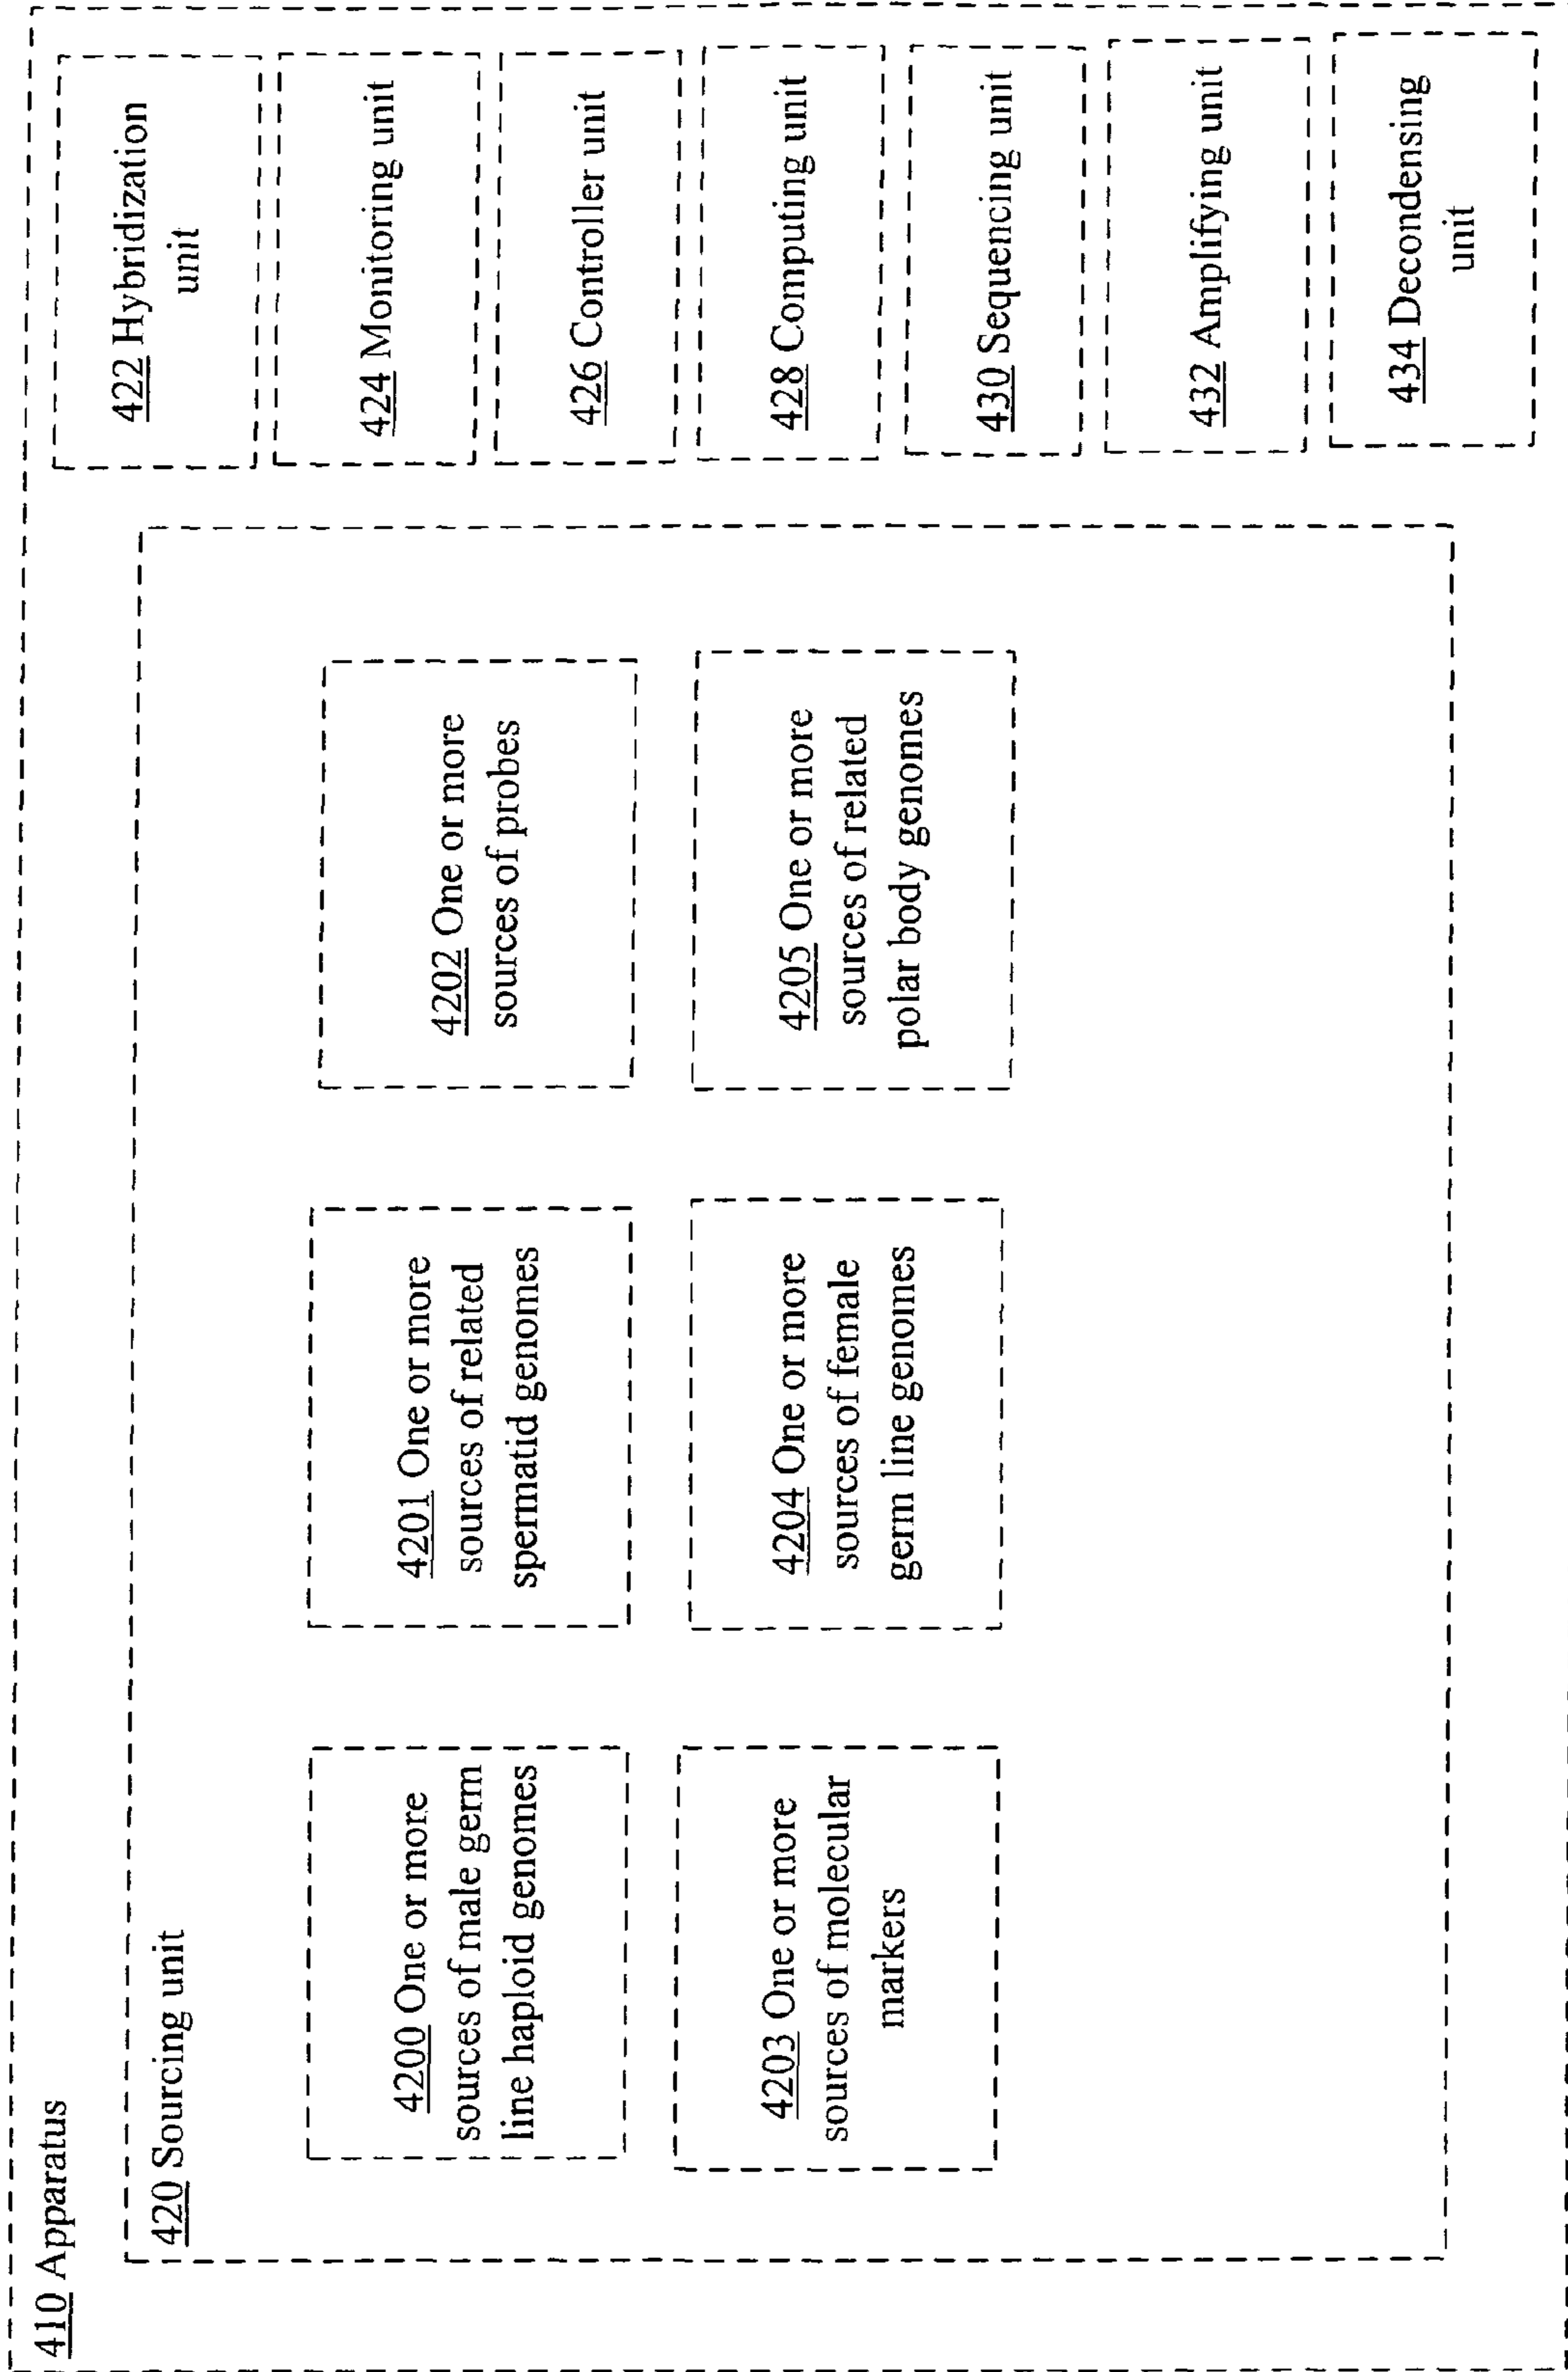 410 Apparatus
420 Sourcing unit
4200 One or more
sources of male germ
line haploid genomes
4201 One or more
sources of related
spermatid genomes
4202 One or more
sources of probes
4203 One or more
sources of molecular
markers
4204 One or more
sources of female
germ line genomes
4205 One or more
sources of related
polar body genomes
422 Hybridization
unit
424 Monitoring unit
426 Controller unit
428 Computing unit
430 Sequencing unit
432 Amplifying unit
434 Decondensing
unit